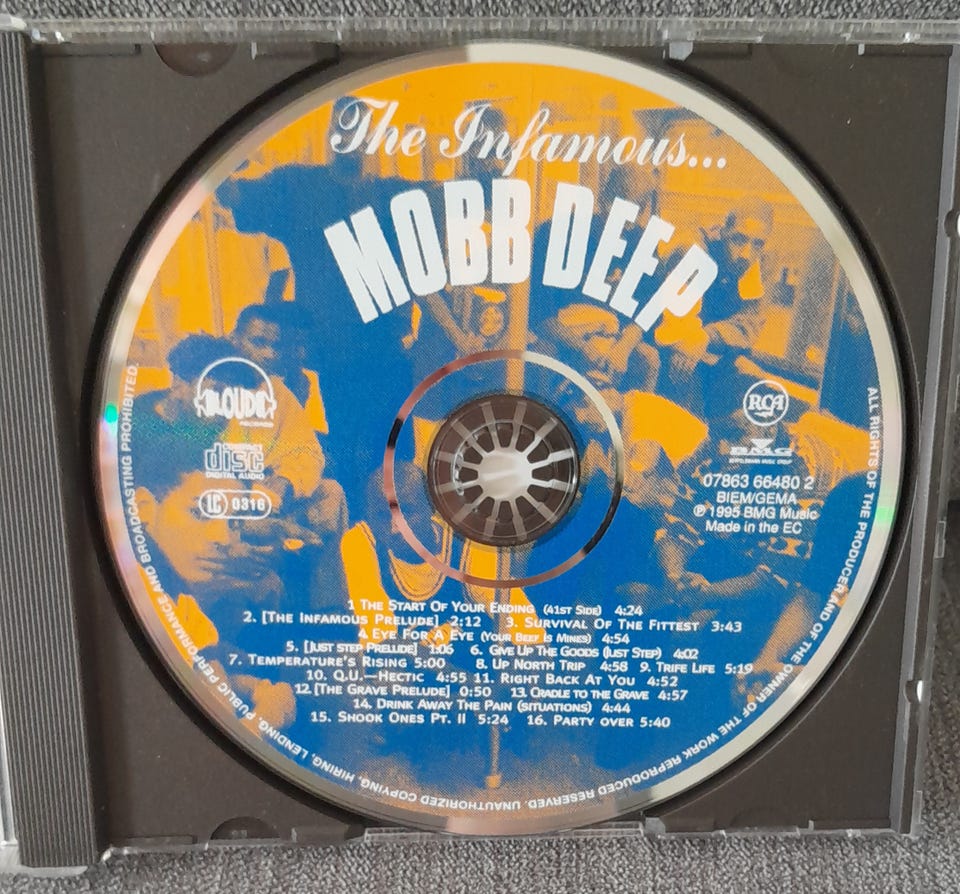 The Infamous...
MOBB DEEP
LOUD
RECORDS
COMPACT
disc
DIGITAL AUDIO
LC 0316
RCA
BMG
BERTELSMANN MUSIC GROUP
07863 66480 2
BIEM/GEMA
℗ 1995 BMG Music
Made in the EC
1 THE START OF YOUR ENDING (41ST SIDE) 4:24
2. [THE INFAMOUS PRELUDE] 2:12 3. SURVIVAL OF THE FITTEST 3:43
4. EYE FOR A EYE (YOUR BEEF IS MINES) 4:54
5. [JUST STEP PRELUDE] 1:06 6. GIVE UP THE GOODS (JUST STEP) 4:02
7. TEMPERATURE'S RISING 5:00 8. UP NORTH TRIP 4:58 9. TRIFE LIFE 5:19
10. Q.U.—HECTIC 4:55 11. RIGHT BACK AT YOU 4:52
12. [THE GRAVE PRELUDE] 0:50 13. CRADLE TO THE GRAVE 4:57
14. DRINK AWAY THE PAIN (SITUATIONS) 4:44
15. SHOOK ONES PT. II 5:24 16. PARTY OVER 5:40
ALL RIGHTS OF THE PRODUCER AND OF THE OWNER OF THE WORK REPRODUCED RESERVED. UNAUTHORIZED COPYING, HIRING, LENDING, PUBLIC PERFORMANCE AND BROADCASTING PROHIBITED.